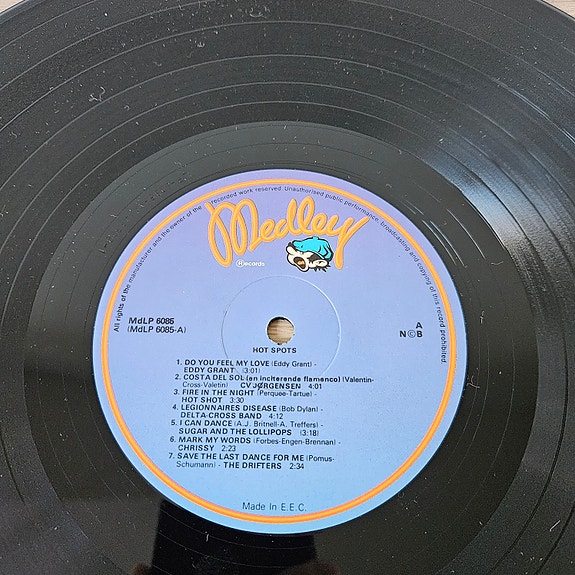 All rights of the manufacturer and the owner of the recorded work reserved. Unauthorised public performance, broadcasting and copying of this record prohibited.
Medley
Records
MdLP 6085
(MdLP 6085-A)
A
N©B
HOT SPOTS
1. DO YOU FEEL MY LOVE (Eddy Grant) -
EDDY GRANT 3:01)
2. COSTA DEL SOL (en inciterende flamenco) (Valentin-
Cross-Valetin) CV JØRGENSEN 4:01
3. FIRE IN THE NIGHT (Perquee-Tartue) -
HOT SHOT 3:30
4. LEGIONNAIRES DISEASE (Bob Dylan) -
DELTA-CROSS BAND 4:12
5. I CAN DANCE (A.J. Britnell-A. Treffers) -
SUGAR AND THE LOLLIPOPS (3:18)
6. MARK MY WORDS (Forbes-Engen-Brennan) -
CHRISSY 2:23
7. SAVE THE LAST DANCE FOR ME (Pomus-
Schumann) - THE DRIFTERS 2:34
Made In E.E.C.